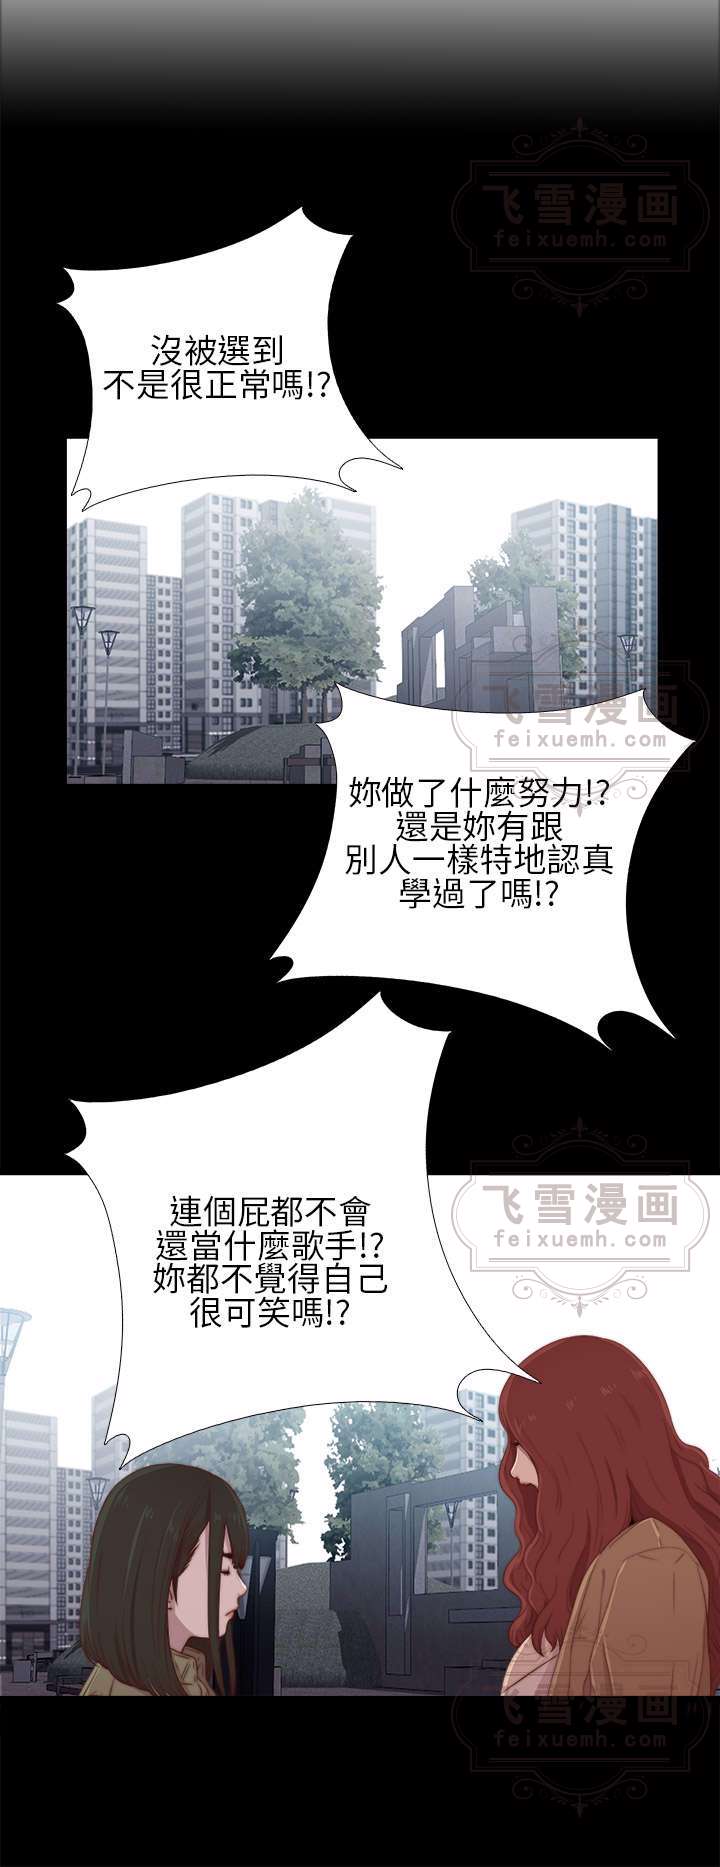 飞雪漫画
feixuemh.com
沒被選到
不是很正常嗎!?
飞雪漫画
feixuemh.com
妳做了什麼努力!?
還是妳有跟
別人一樣特地認真
學過了嗎!?
飞雪漫画
feixuemh.com
連個屁都不會
還當什麼歌手!?
妳都不覺得自己
很可笑嗎!?
飞雪漫画
feixuemh.com